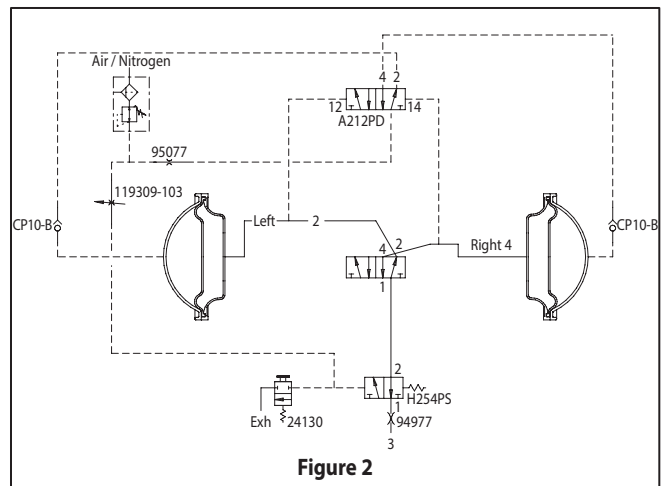 Air / Nitrogen
4 2
12 14
A212PD
95077
119309-103
CP10-B
CP10-B
Left 2
4 2
Right 4
1
2
H254PS
1
94977
3
Exh 24130
Figure 2